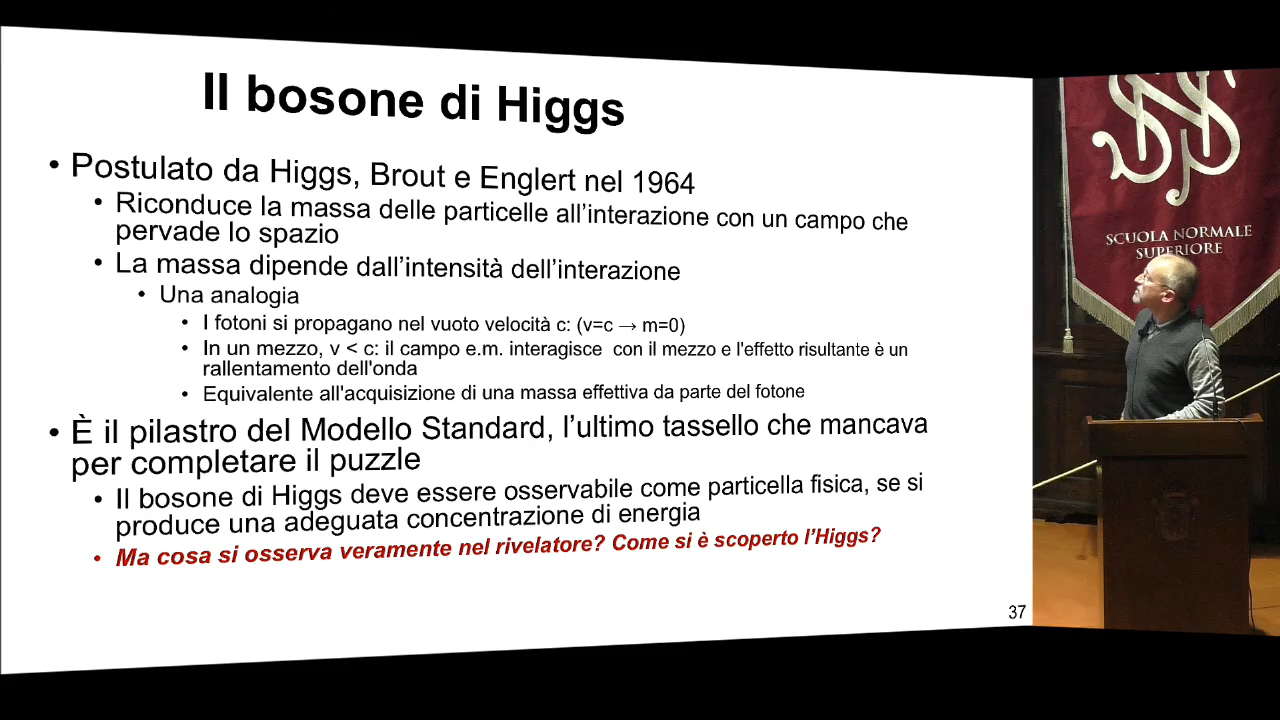 Il bosone di Higgs
• Postulato da Higgs, Brout e Englert nel 1964
• Riconduce la massa delle particelle all’interazione con un campo che
pervade lo spazio
• La massa dipende dall’intensità dell’interazione
• Una analogia
• I fotoni si propagano nel vuoto velocità c: (v=c → m=0)
• In un mezzo, v < c: il campo e.m. interagisce con il mezzo e l'effetto risultante è un
rallentamento dell'onda
• Equivalente all'acquisizione di una massa effettiva da parte del fotone
• È il pilastro del Modello Standard, l’ultimo tassello che mancava
per completare il puzzle
• Il bosone di Higgs deve essere osservabile come particella fisica, se si
produce una adeguata concentrazione di energia
• Ma cosa si osserva veramente nel rivelatore? Come si è scoperto l’Higgs?
37
SNS
SCUOLA NORMALE
SUPERIORE